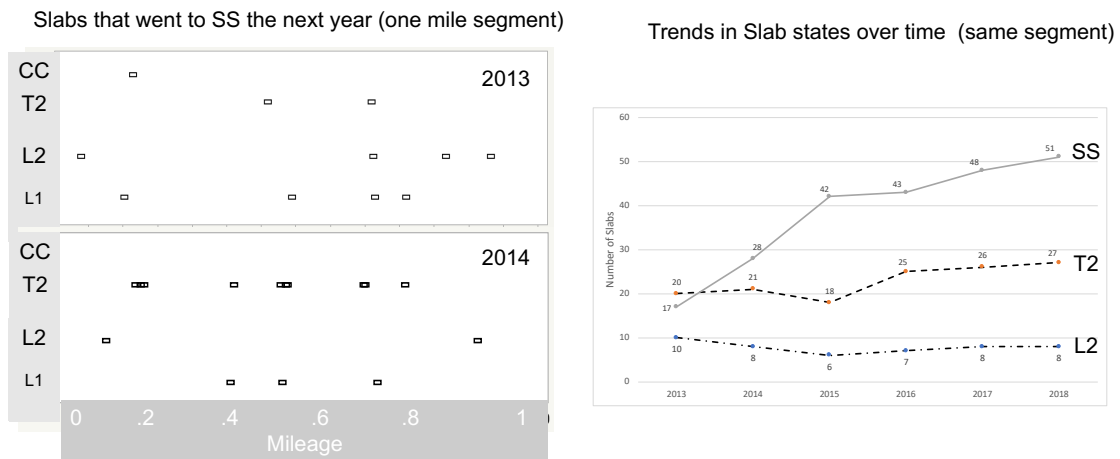 Slabs that went to SS the next year (one mile segment)
CC
2013
T2
L2
L1
CC
2014
T2
L2
L1
0 .2 .4 .6 .8 1
Mileage
Trends in Slab states over time (same segment)
60
50
40
30
20
10
0
Number of Slabs
17 28 42 43 48 51
SS
20 21 18 25 26 27
T2
10 8 6 7 8 8
L2
2013 2014 2015 2016 2017 2018